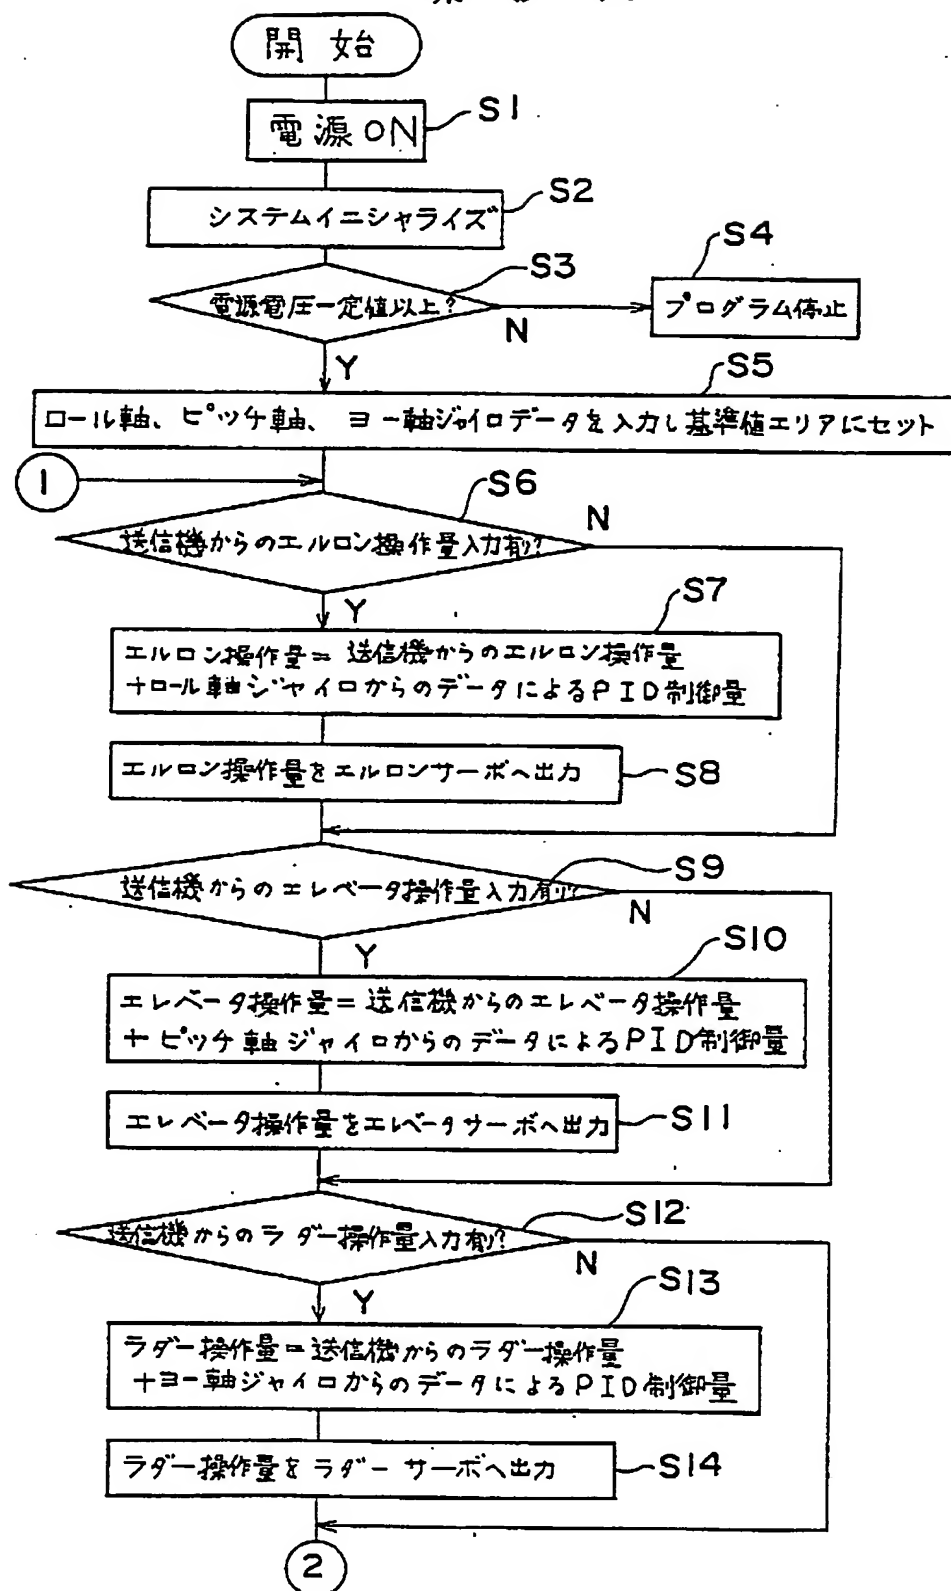 開始
電源ON
S1
システムイニシャライズ
S2
電源電圧一定値以上?
S3
N
Y
プログラム停止
S4
S5
ロール軸、ピッチ軸、ヨー軸ジャイロデータを入力し基準値エリアにセット
1
S6
送信機からのエルロン操作量入力有り?
N
Y
S7
エルロン操作量=送信機からのエルロン操作量
+ロール軸ジャイロからのデータによるPID制御量
エルロン操作量をエルロンサーボへ出力
S8
送信機からのエレベータ操作量入力有り?
S9
N
Y
S10
エレベータ操作量=送信機からのエレベータ操作量
+ピッチ軸ジャイロからのデータによるPID制御量
エレベータ操作量をエレベータサーボへ出力
S11
送信機からのラダー操作量入力有り?
S12
N
Y
S13
ラダー操作量=送信機からのラダー操作量
+ヨー軸ジャイロからのデータによるPID制御量
ラダー操作量をラダーサーボへ出力
S14
2